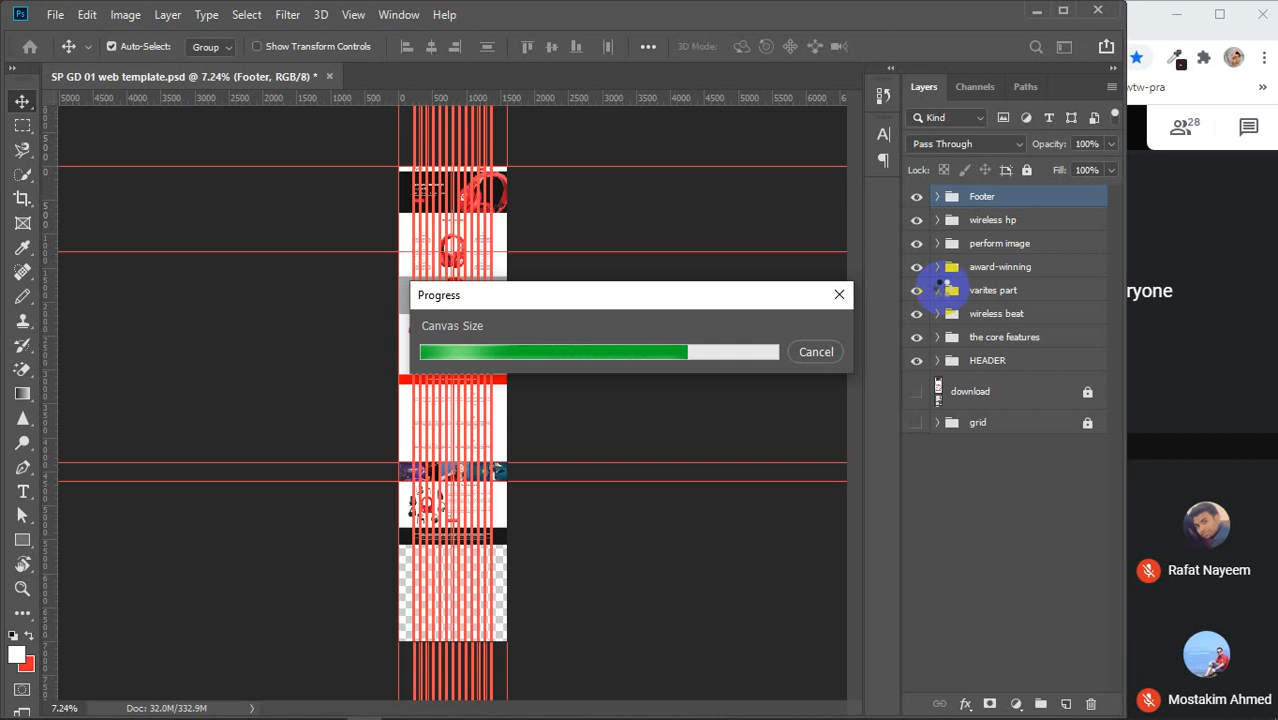 Ps File Edit Image Layer Type Select Filter 3D View Window Help
Auto-Select: Group Show Transform Controls 3D Mode:
SP GD 01 web template.psd @ 7.24% (Footer, RGB/8) *
5000 4500 4000 3500 3000 2500 2000 1500 1000 500 0 500 1000 1500 2000 2500 3000 3500 4000 4500 5000 5500 6000
Layers Channels Paths
Kind
Pass Through Opacity: 100%
Lock: Fill: 100%
Footer
wireless hp
perform image
award-winning
varites part
wireless beat
the core features
HEADER
download
grid
Progress
Canvas Size
Cancel
7.24% Doc: 32.0M/332.9M
wtw-pra
28
eryone
Rafat Nayeem
Mostakim Ahmed